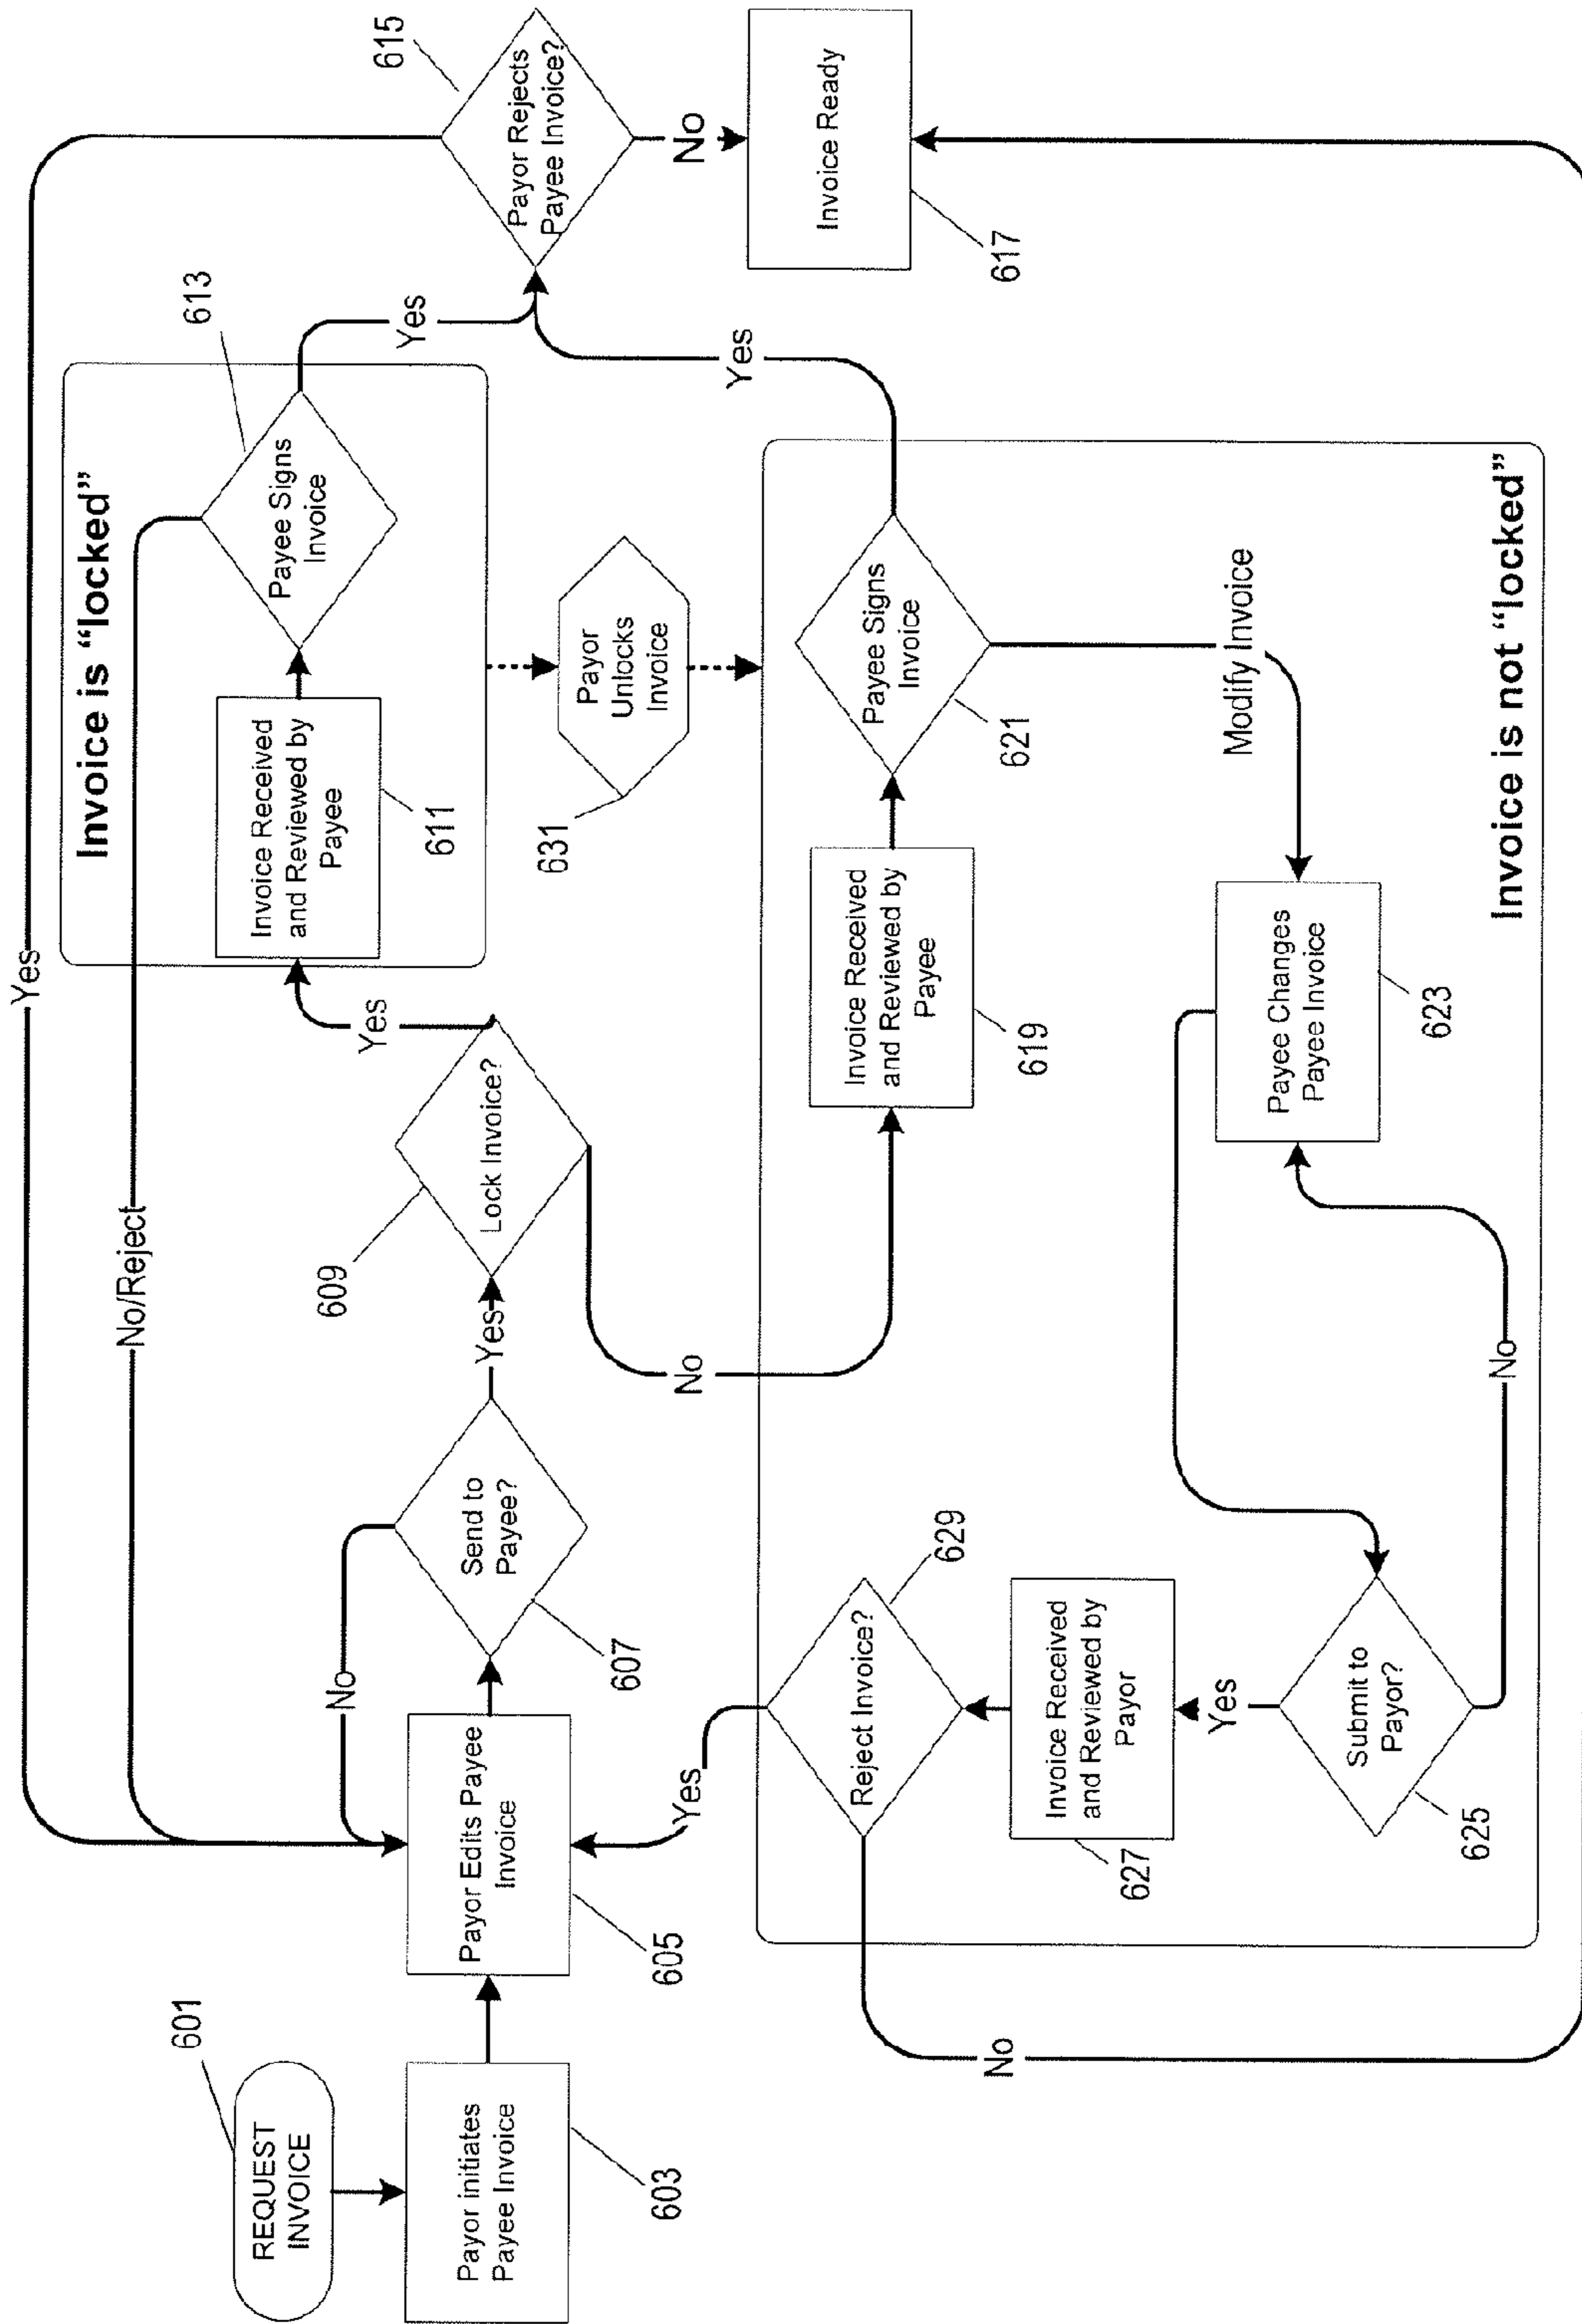 601
REQUEST
INVOICE
Payor initiates
Payee Invoice
603
Payor Edits Payee
Invoice
605
No
Send to
Payee?
607
Yes
Lock Invoice?
609
Yes
No
No/Reject
Yes
Invoice is “locked”
Invoice Received
and Reviewed by
Payee
611
Payee Signs
Invoice
613
Yes
Payor Rejects
Payee Invoice?
615
No
Invoice Ready
617
Payor
Unlocks
Invoice
631
Invoice Received
and Reviewed by
Payee
619
Payee Signs
Invoice
621
Yes
Modify Invoice
Payee Changes
Payee Invoice
623
Submit to
Payor?
625
No
Yes
Invoice Received
and Reviewed by
Payor
627
Reject Invoice?
629
Yes
No
Invoice is not “locked”